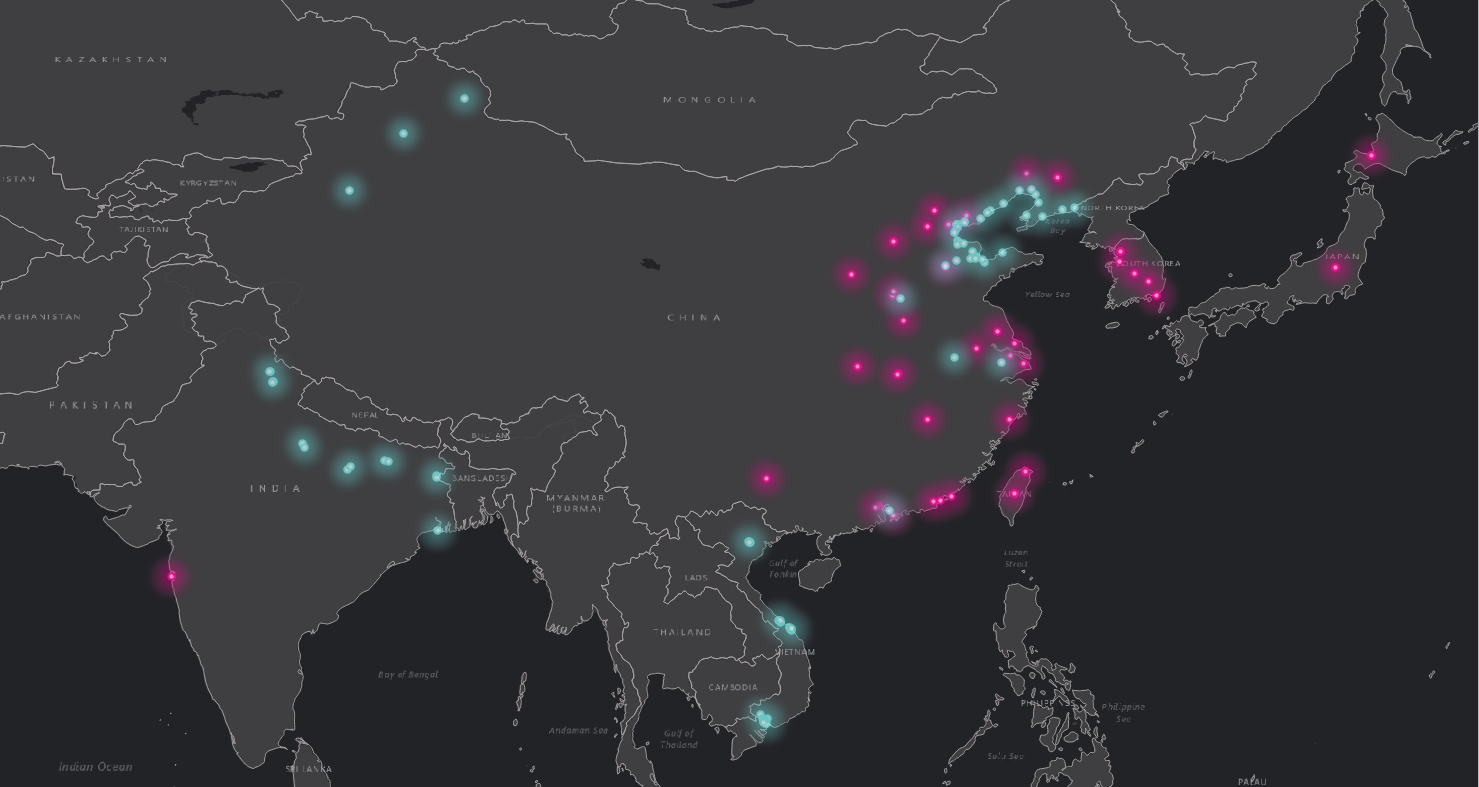 KAZAKHSTAN
MONGOLIA
ISTAN
KYRGYZSTAN
TAJIKISTAN
NORTH KOREA
Korea
Bay
JAPAN
SOUTH KOREA
Yellow Sea
AFGHANISTAN
CHINA
PAKISTAN
NEPAL
BHUTAN
BANGLADESH
INDIA
MYANMAR
(BURMA)
TAIWAN
Luzon
Strait
Gulf of
Tonkin
LAOS
THAILAND
VIETNAM
Bay of Bengal
CAMBODIA
PHILIPPINES
Philippine
Sea
Andaman Sea
Gulf of
Thailand
Sulu Sea
Indian Ocean
SRI LANKA
PALAU